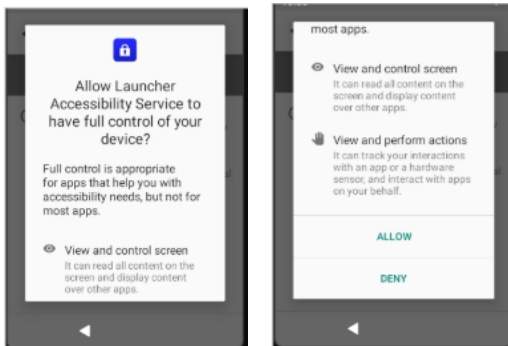 Allow Launcher
Accessibility Service to
have full control of your
device?
Full control is appropriate
for apps that help you with
accessibility needs, but not for
most apps.
View and control screen
It can read all content on the
screen and display content
over other apps.
most apps.
View and control screen
It can read all content on the
screen and display content
over other apps.
View and perform actions
It can track your interactions
with an app or a hardware
sensor, and interact with apps
on your behalf.
ALLOW
DENY